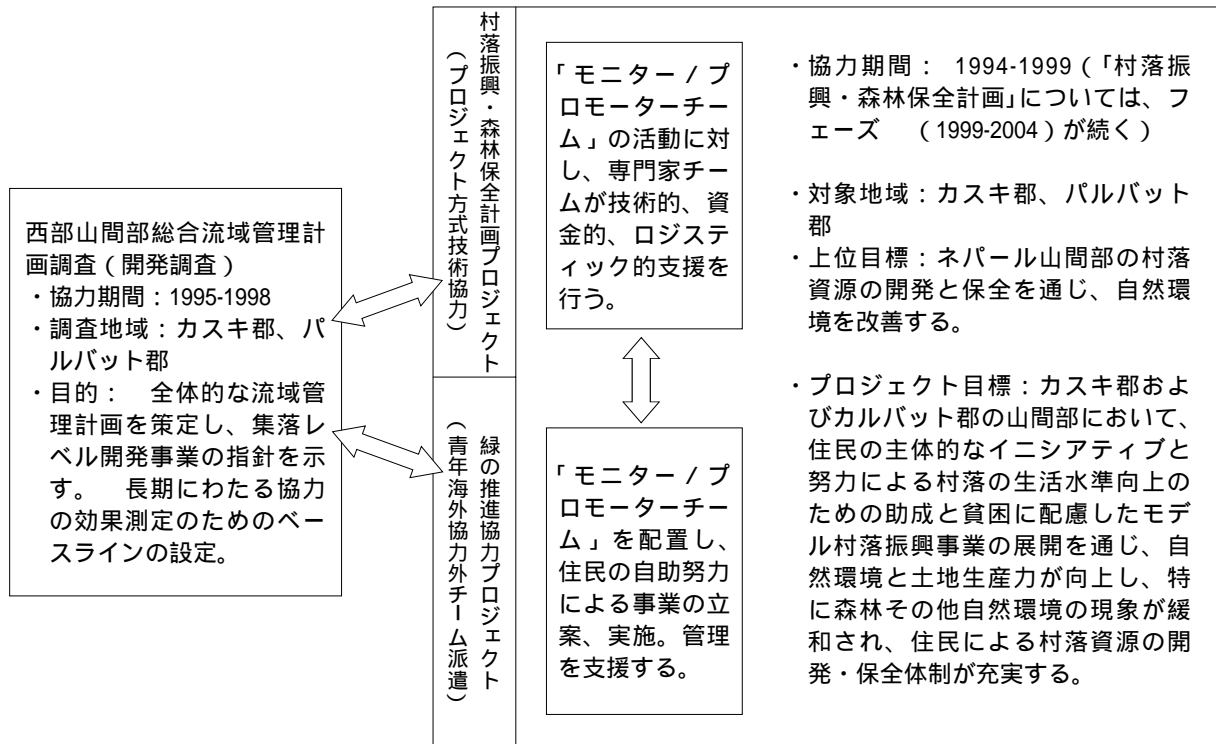 西部山間部総合流域管理計
画調査（開発調査）
・協力期間：1995-1998
・調査地域：カスキ郡、パ
ルバット郡
・目的：　全体的な流域管
理計画を策定し、集落レ
ベル開発事業の指針を示
す。　長期にわたる協力
の効果測定のためのベー
スラインの設定。
村落振興・森林保全計画プロジェクト
（プロジェクト方式技術協力）
「モニター／プ
ロモーターチー
ム」の活動に対
し、専門家チー
ムが技術的、資
金的、ロジステ
ィック的支援を
行う。
緑の推進協力プロジェクト
（青年海外協力外チーム派遣）
「モニター／プ
ロモーターチー
ム」を配置し、
住民の自助努力
による事業の立
案、実施。管理
を支援する。
・協力期間：　1994-1999（「村落振
興・森林保全計画」については、フ
ェーズ　（1999-2004）が続く）
・対象地域：カスキ郡、パルバット
郡
・上位目標：ネパール山間部の村落
資源の開発と保全を通じ、自然環
境を改善する。
・プロジェクト目標：カスキ郡およ
びカルバット郡の山間部において、
住民の主体的なイニシアティブと
努力による村落の生活水準向上の
ための助成と貧困に配慮したモデ
ル村落振興事業の展開を通じ、自
然環境と土地生産力が向上し、特
に森林その他自然環境の現象が緩
和され、住民による村落資源の開
発・保全体制が充実する。